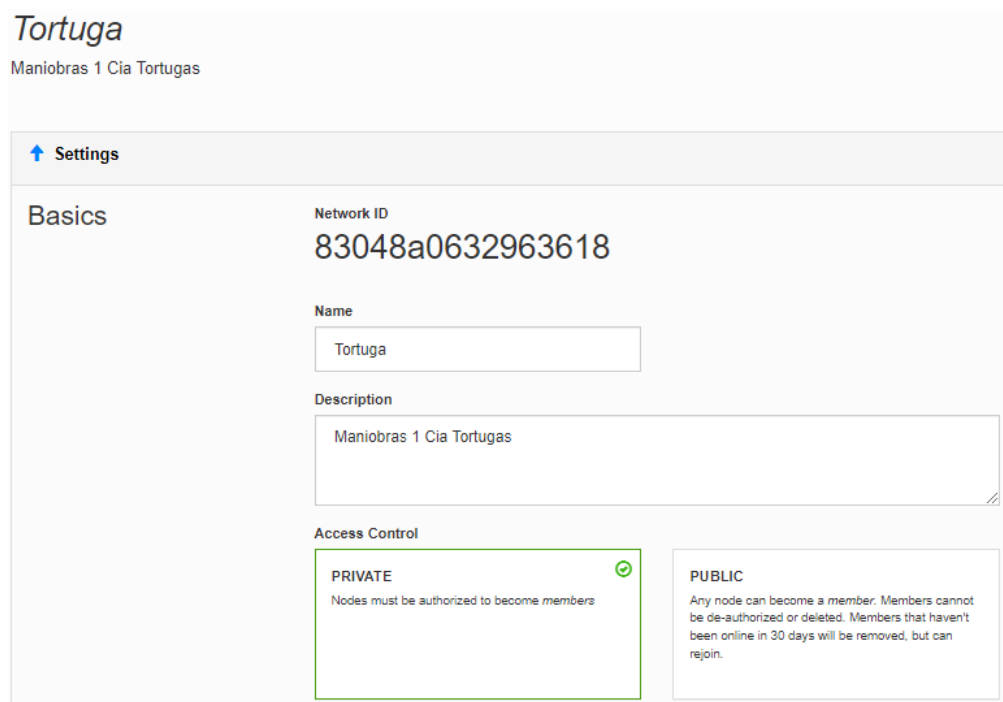 Tortuga
Maniobras 1 Cia Tortugas
Settings
Basics
Network ID
83048a0632963618
Name
Tortuga
Description
Maniobras 1 Cia Tortugas
Access Control
PRIVATE
Nodes must be authorized to become members
PUBLIC
Any node can become a member. Members cannot
be de-authorized or deleted. Members that haven't
been online in 30 days will be removed, but can
rejoin.